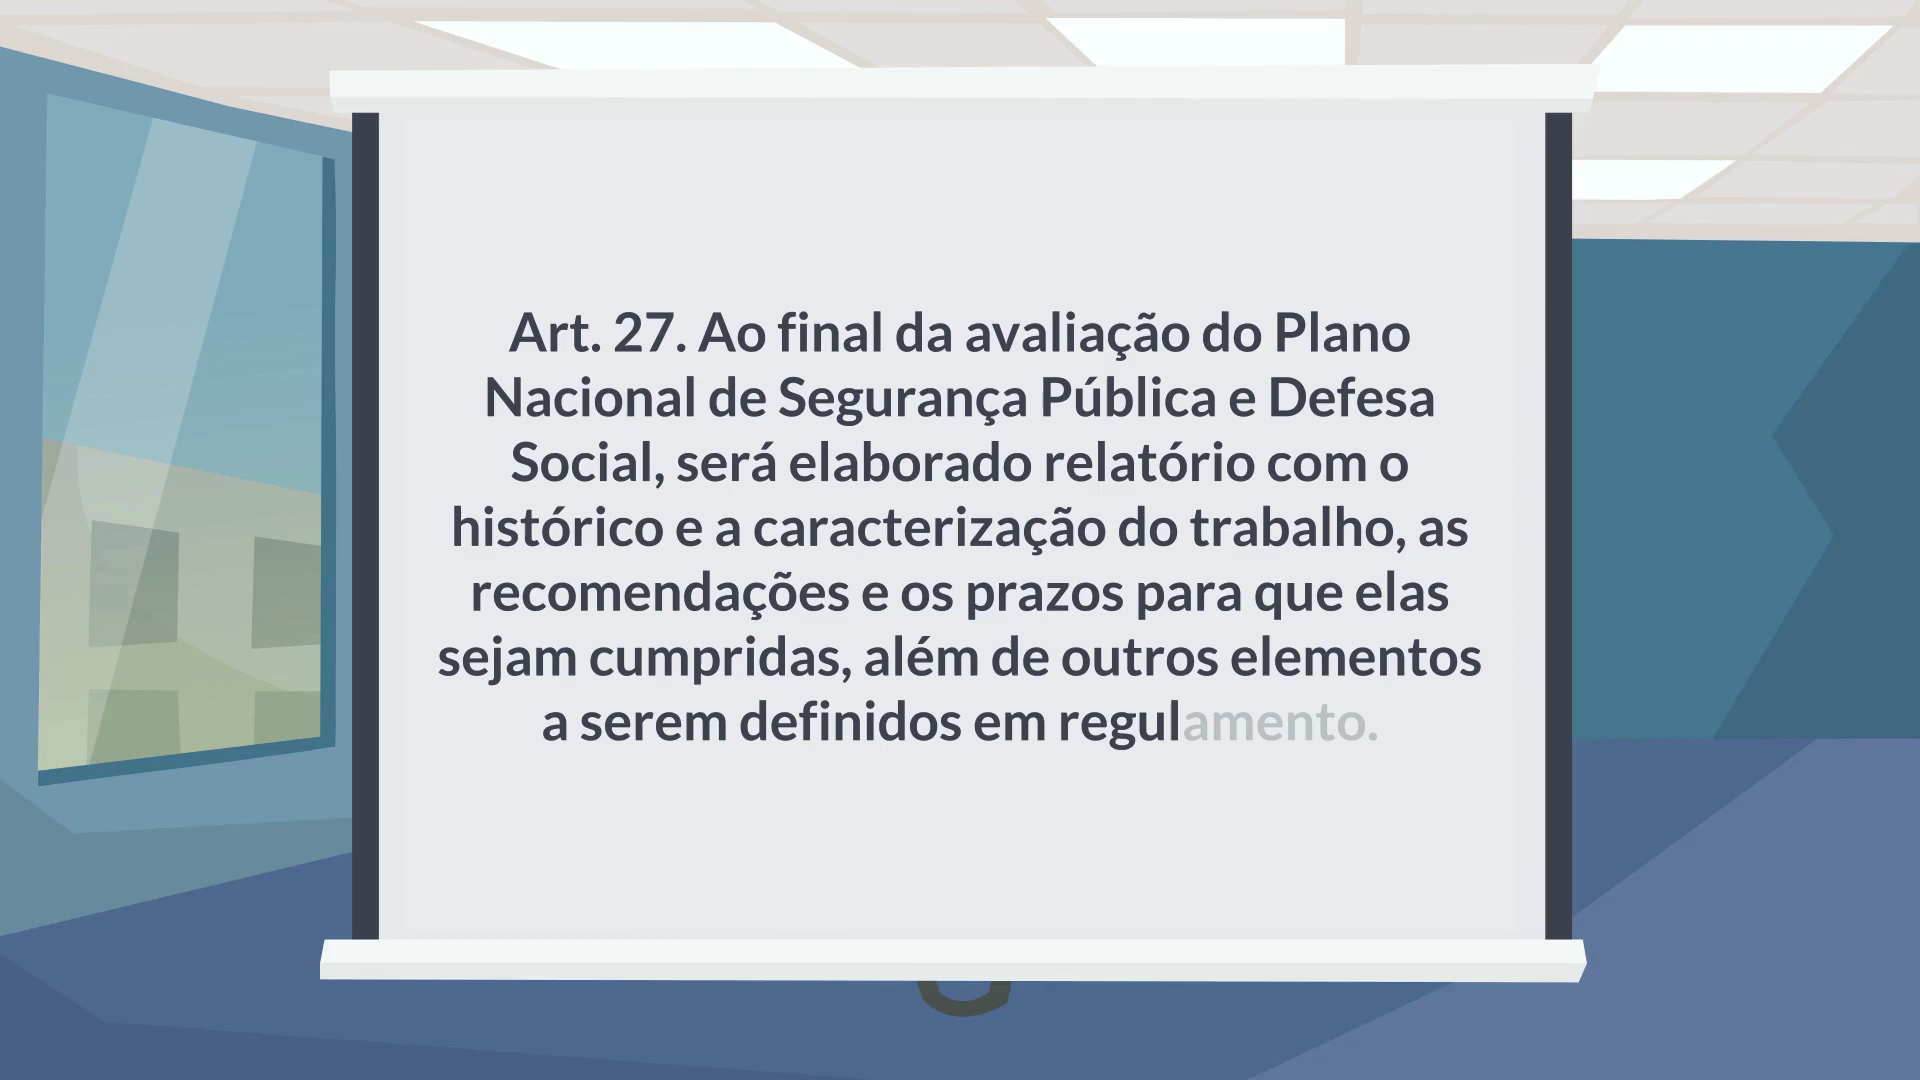 Art. 27. Ao final da avaliação do Plano
Nacional de Segurança Pública e Defesa
Social, será elaborado relatório com o
histórico e a caracterização do trabalho, as
recomendações e os prazos para que elas
sejam cumpridas, além de outros elementos
a serem definidos em regulamento.